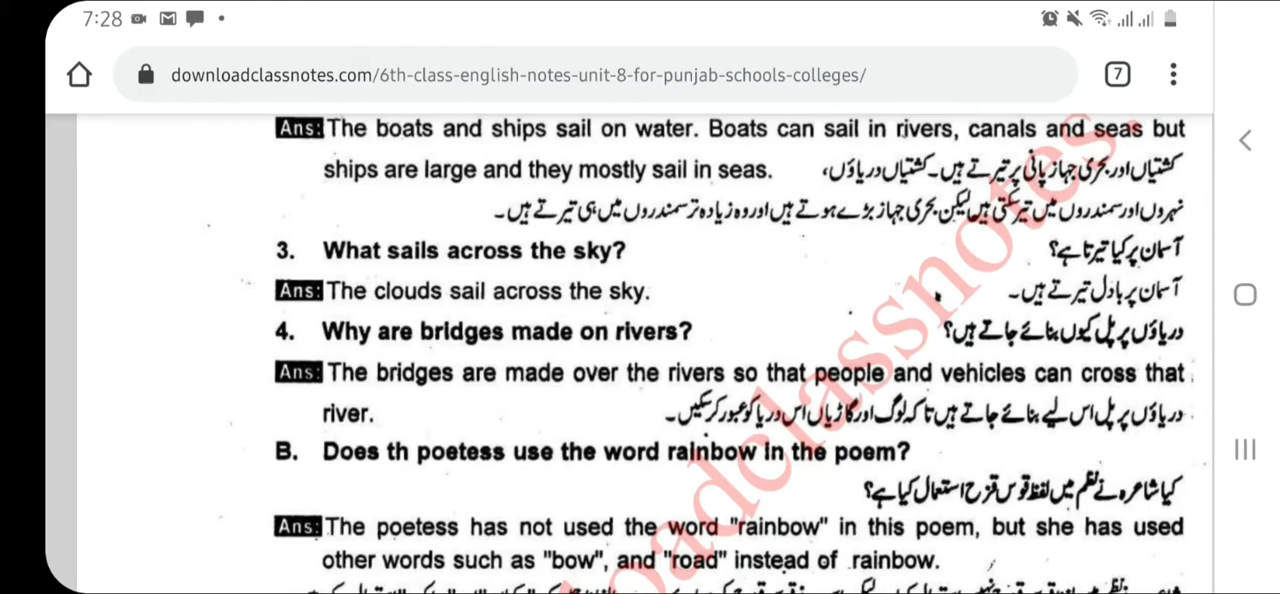 7:28
downloadclassnotes.com/6th-class-english-notes-unit-8-for-punjab-schools-colleges/
7
Ans: The boats and ships sail on water. Boats can sail in rivers, canals and seas but
ships are large and they mostly sail in seas. کشتیاں اور بحری جہاز پانی پر تیرتے ہیں۔ کشتیاں دریاؤں،
نہروں اور سمندروں میں تیر سکتی ہیں لیکن بحری جہاز بڑے ہوتے ہیں اور وہ زیادہ تر سمندروں میں ہی تیرتے ہیں۔
3. What sails across the sky? آسمان پر کیا تیرتا ہے؟
Ans: The clouds sail across the sky. آسمان پر بادل تیرتے ہیں۔
4. Why are bridges made on rivers? دریاؤں پر پل کیوں بنائے جاتے ہیں؟
Ans: The bridges are made over the rivers so that people and vehicles can cross that
river. دریاؤں پر پل اس لیے بنائے جاتے ہیں تاکہ لوگ اور گاڑیاں اس دریا کو عبور کر سکیں۔
B. Does th poetess use the word rainbow in the poem?
کیا شاعرہ نے نظم میں لفظ قوس قزح استعمال کیا ہے؟
Ans: The poetess has not used the word "rainbow" in this poem, but she has used
other words such as "bow", and "road" instead of rainbow.
loadclassnotes.